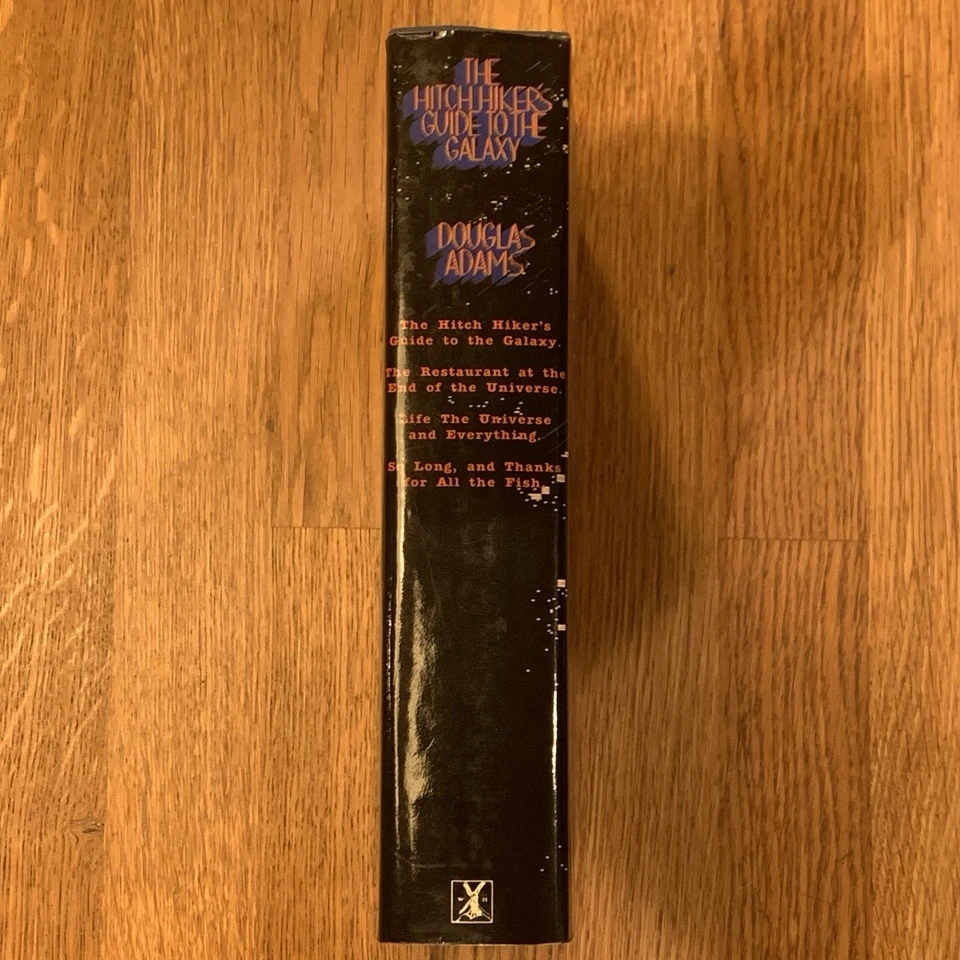 THE
HITCH HIKER'S
GUIDE TO THE
GALAXY
DOUGLAS
ADAMS
The Hitch Hiker's
Guide to the Galaxy.
The Restaurant at the
End of the Universe.
Life The Universe
and Everything.
So Long, and Thanks
for All the Fish.
W H